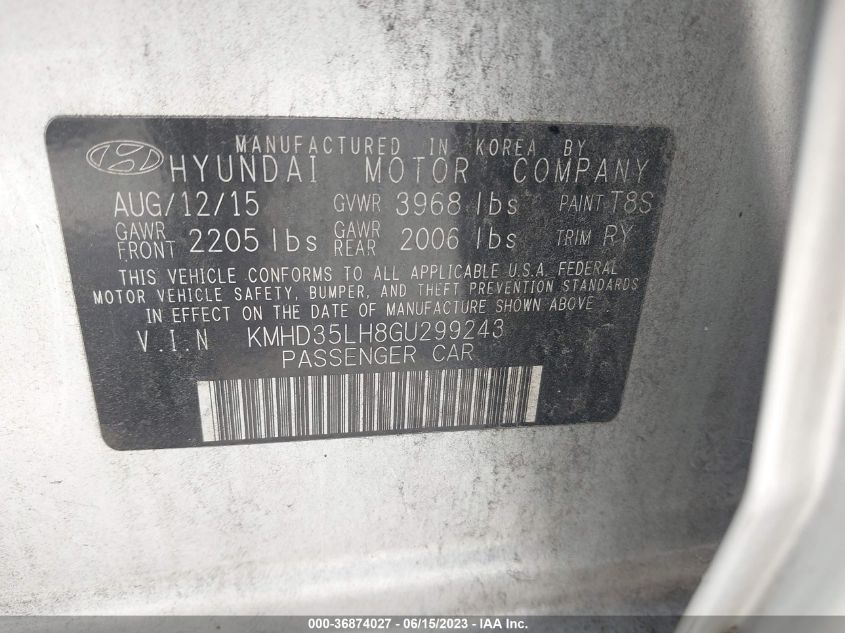 MANUFACTURED IN KOREA BY
HYUNDAI MOTOR COMPANY
AUG/12/15 GVWR 3968 lbs PAINT T8S
GAWR FRONT 2205 lbs GAWR REAR 2006 lbs TRIM RY
THIS VEHICLE CONFORMS TO ALL APPLICABLE U.S.A. FEDERAL
MOTOR VEHICLE SAFETY, BUMPER, AND THEFT PREVENTION STANDARDS
IN EFFECT ON THE DATE OF MANUFACTURE SHOWN ABOVE.
V.I.N KMHD35LH8GU299243
PASSENGER CAR
000-36874027 - 06/15/2023 - IAA Inc.